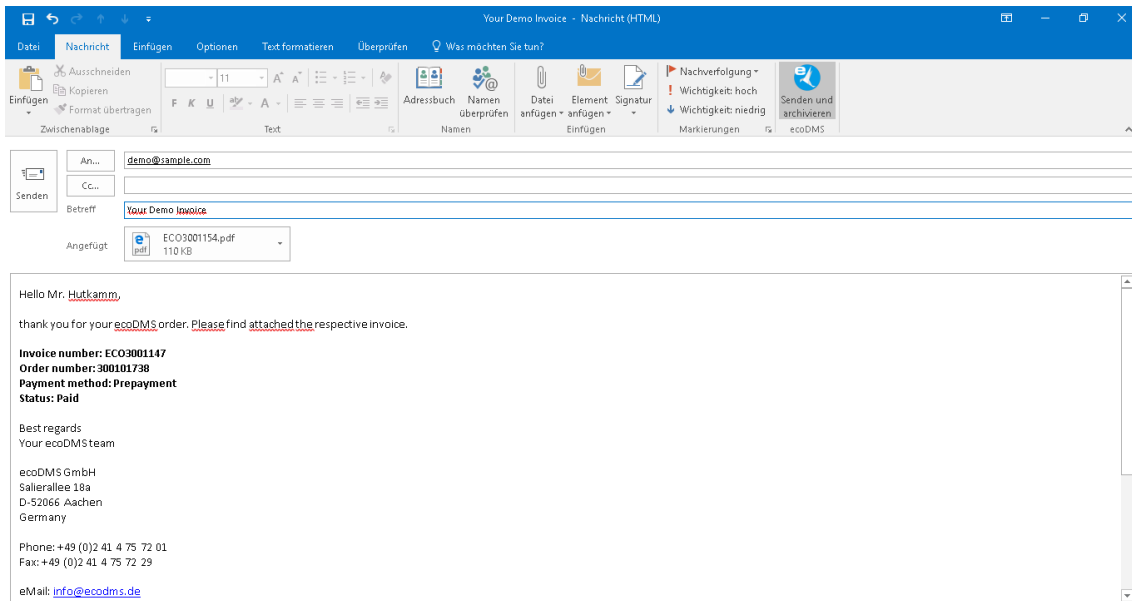 Your Demo Invoice - Nachricht (HTML)
Datei Nachricht Einfügen Optionen Text formatieren Überprüfen Was möchten Sie tun?
Einfügen
Ausschneiden
Kopieren
Format übertragen
Zwischenablage
11
F K U
Text
Adressbuch
Namen
überprüfen
Namen
Datei
anfügen
Element
anfügen
Signatur
Einfügen
Nachverfolgung
Wichtigkeit: hoch
Wichtigkeit: niedrig
Markierungen
Senden und
archivieren
ecoDMS
Senden
An... demo@sample.com
Cc...
Betreff Your Demo Invoice
Angefügt
pdf
ECO3001154.pdf
110 KB
Hello Mr. Hutkamm,
thank you for your ecoDMS order. Please find attached the respective invoice.
Invoice number: ECO3001147
Order number: 300101738
Payment method: Prepayment
Status: Paid
Best regards
Your ecoDMS team
ecoDMS GmbH
Salierallee 18a
D-52066 Aachen
Germany
Phone: +49 (0)2 41 4 75 72 01
Fax: +49 (0)2 41 4 75 72 29
eMail: info@ecodms.de